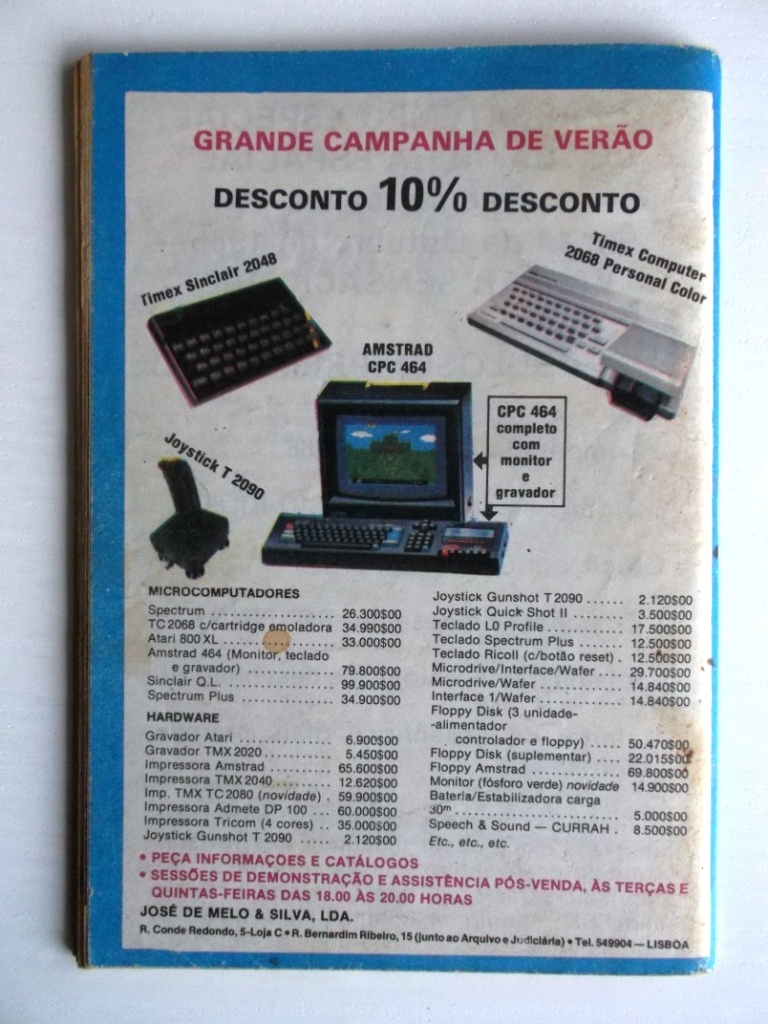 GRANDE CAMPANHA DE VERÃO
DESCONTO 10% DESCONTO
Timex Sinclair 2048
Timex Computer
2068 Personal Color
AMSTRAD
CPC 464
CPC 464
completo
com
monitor
e
gravador
Joystick T 2090
MICROCOMPUTADORES
Spectrum .................... 26.300$00
TC 2068 c/cartridge emoladora 34.990$00
Atari 800 XL .................. 33.000$00
Amstrad 464 (Monitor, teclado
e gravador) ................ 79.800$00
Sinclair Q.L. .................. 99.900$00
Spectrum Plus ............... 34.900$00
HARDWARE
Gravador Atari ............... 6.900$00
Gravador TMX 2020 ........... 5.450$00
Impressora Amstrad .......... 65.600$00
Impressora TMX 2040 ........ 12.620$00
Imp. TMX TC 2080 (novidade) . 59.900$00
Impressora Admete DP 100 ... 60.000$00
Impressora Tricom (4 cores) .. 35.000$00
Joystick Gunshot T 2090 ...... 2.120$00
Joystick Gunshot T 2090 ...... 2.120$00
Joystick Quick Shot II ........ 3.500$00
Teclado L0 Profile ............ 17.500$00
Teclado Spectrum Plus ....... 12.500$00
Teclado Ricoll (c/botão reset) . 12.500$00
Microdrive/Interface/Wafer .... 29.700$00
Microdrive/Wafer ............. 14.840$00
Interface 1/Wafer ............ 14.840$00
Floppy Disk (3 unidade-
-alimentador
controlador e floppy) ..... 50.470$00
Floppy Disk (suplementar) .... 22.015$00
Floppy Amstrad .............. 69.800$00
Monitor (fósforo verde) novidade 14.900$00
Bateria/Estabilizadora carga
30m ......................... 5.000$00
Speech & Sound — CURRAH . 8.500$00
Etc., etc., etc.
• PEÇA INFORMAÇÕES E CATÁLOGOS
• SESSÕES DE DEMONSTRAÇÃO E ASSISTÊNCIA PÓS-VENDA, ÀS TERÇAS E
QUINTAS-FEIRAS DAS 18.00 ÀS 20.00 HORAS
JOSÉ DE MELO & SILVA, LDA.
R. Conde Redondo, 5-Loja C • R. Bernardim Ribeiro, 15 (junto ao Arquivo e Judiciária) • Tel. 549904 — LISBOA